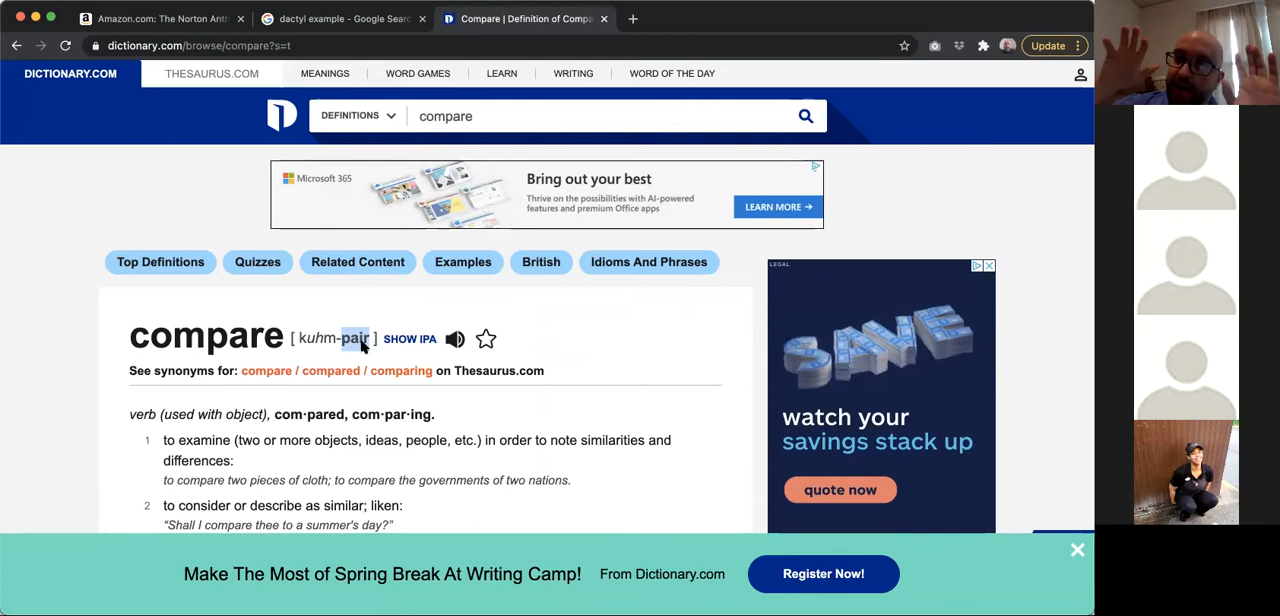 Amazon.com: The Norton Anth
dactyl example - Google Searc
Compare | Definition of Compa
dictionary.com/browse/compare?s=t
Update
DICTIONARY.COM
THESAURUS.COM
MEANINGS
WORD GAMES
LEARN
WRITING
WORD OF THE DAY
DEFINITIONS
compare
Microsoft 365
Bring out your best
Thrive on the possibilities with AI-powered
features and premium Office apps
LEARN MORE →
Top Definitions
Quizzes
Related Content
Examples
British
Idioms And Phrases
LEGAL
SAVE
watch your
savings stack up
quote now
compare [ kuhm-pair ] SHOW IPA
See synonyms for: compare / compared / comparing on Thesaurus.com
verb (used with object), com·pared, com·par·ing.
1 to examine (two or more objects, ideas, people, etc.) in order to note similarities and
differences:
to compare two pieces of cloth; to compare the governments of two nations.
2 to consider or describe as similar; liken:
“Shall I compare thee to a summer's day?”
Make The Most of Spring Break At Writing Camp! From Dictionary.com
Register Now!